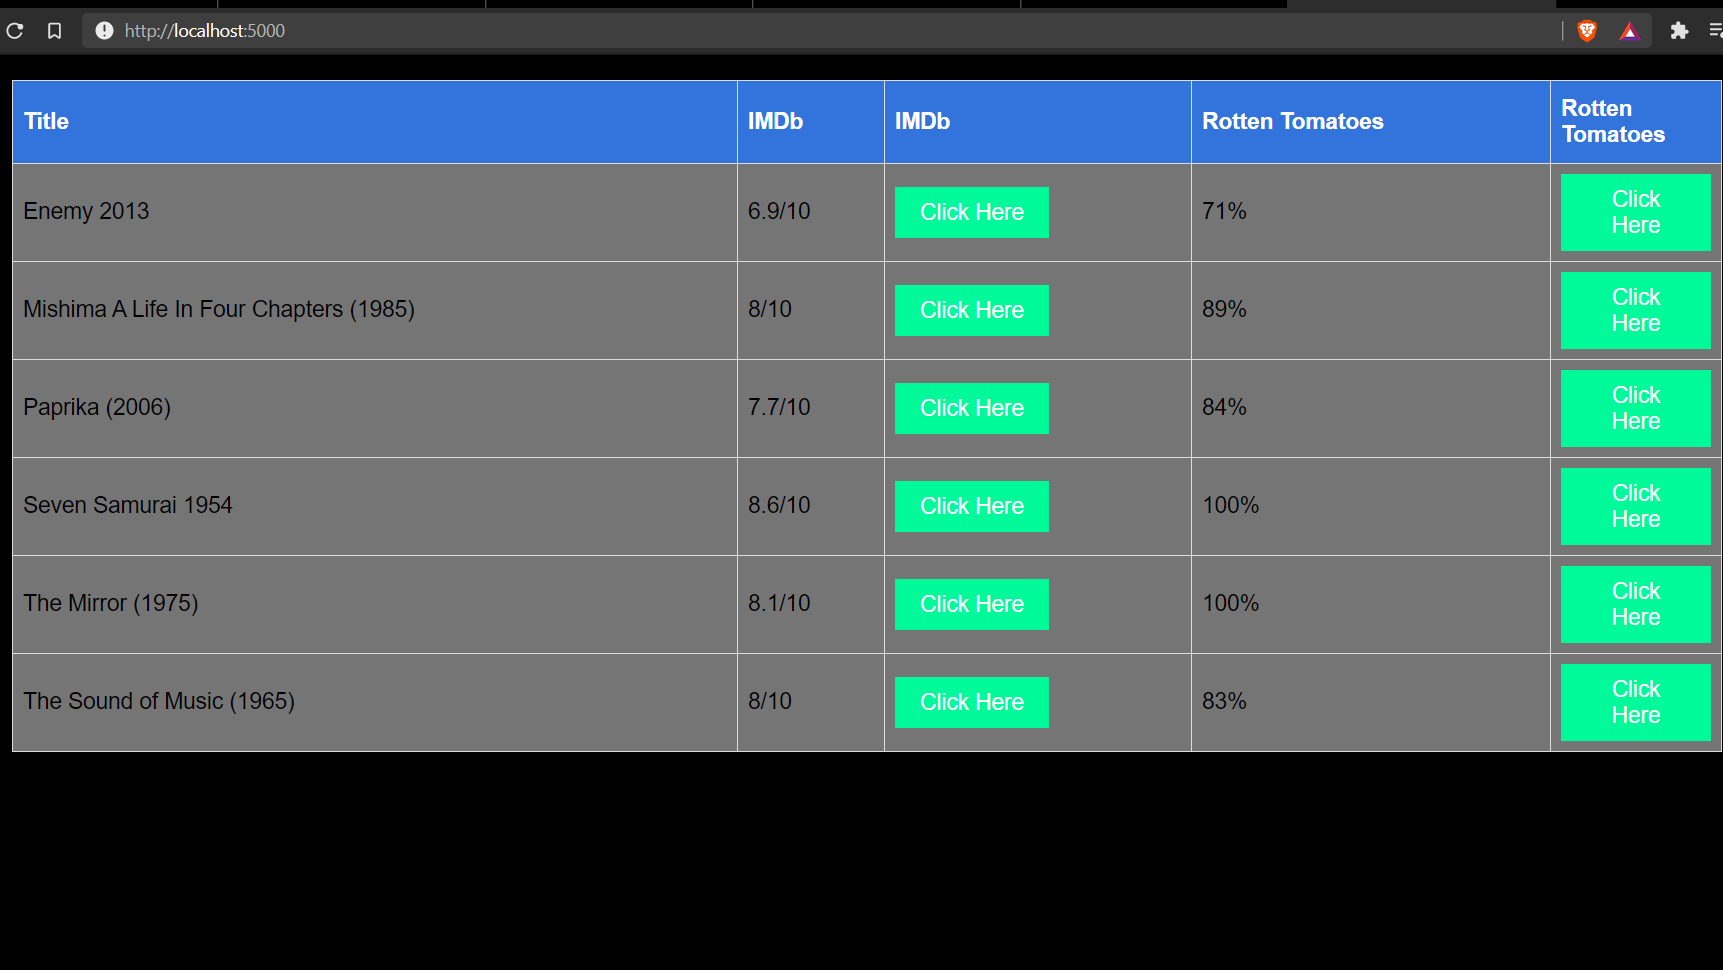 http://localhost:5000
Title IMDb IMDb Rotten Tomatoes Rotten
Tomatoes
Enemy 2013 6.9/10 Click Here 71% Click
Here
Mishima A Life In Four Chapters (1985) 8/10 Click Here 89% Click
Here
Paprika (2006) 7.7/10 Click Here 84% Click
Here
Seven Samurai 1954 8.6/10 Click Here 100% Click
Here
The Mirror (1975) 8.1/10 Click Here 100% Click
Here
The Sound of Music (1965) 8/10 Click Here 83% Click
Here